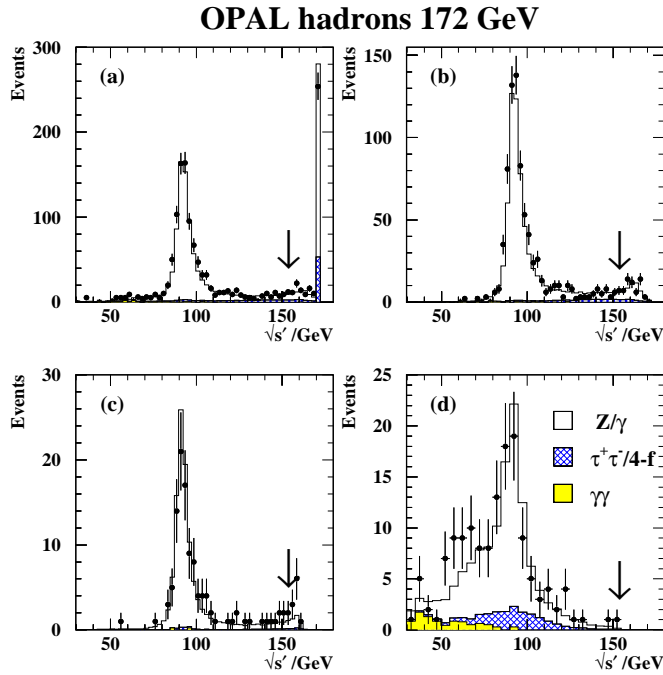 OPAL hadrons 172 GeV
Events
300
200
100
0
(a)
50
100
150
√s′ /GeV
Events
150
100
50
0
(b)
50
100
150
√s′ /GeV
Events
30
20
10
0
(c)
50
100
150
√s′ /GeV
Events
25
20
15
10
5
0
(d)
Z/γ
τ⁺τ⁻/4-f
γγ
50
100
150
√s′ /GeV